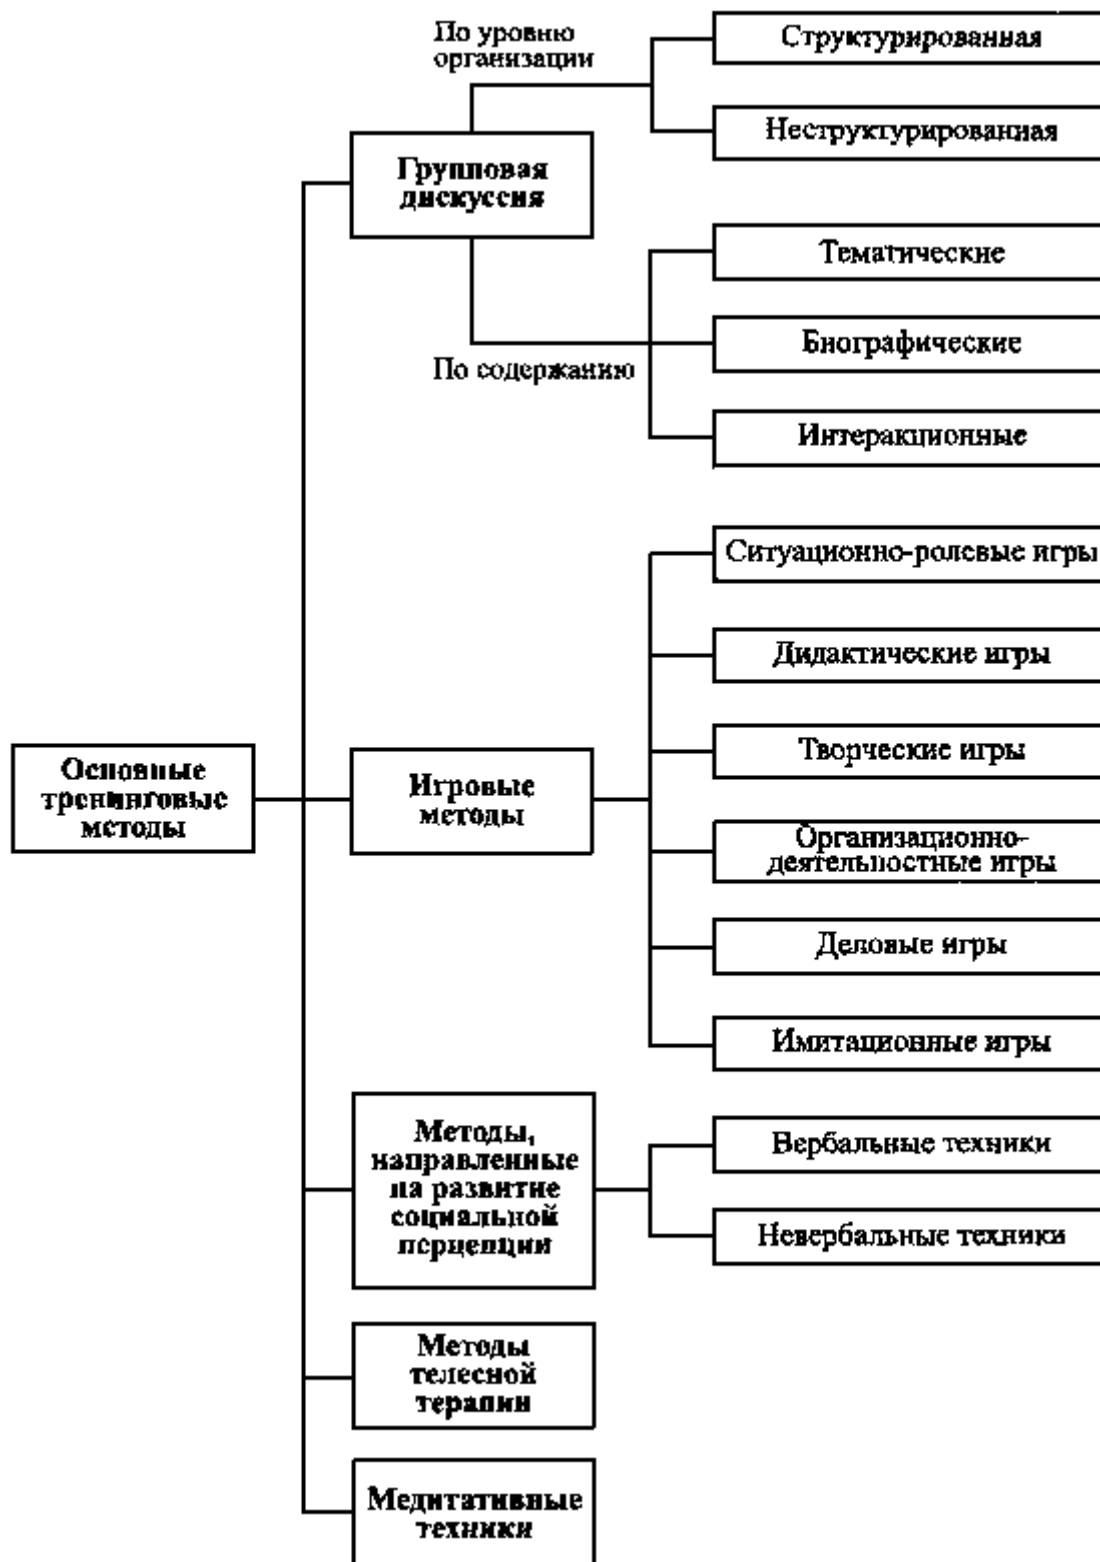 По уровню
организации
Структурированная
Неструктурированная
Групповая
дискуссия
Тематические
Биографические
По содержанию
Интеракционные
Ситуационно-ролевые игры
Дидактические игры
Творческие игры
Основные
тренинговые
методы
Игровые
методы
Организационно-
деятельностные игры
Деловые игры
Имитационные игры
Методы,
направленные
на развитие
социальной
перцепции
Вербальные техники
Невербальные техники
Методы
телесной
терапии
Медитативные
техники